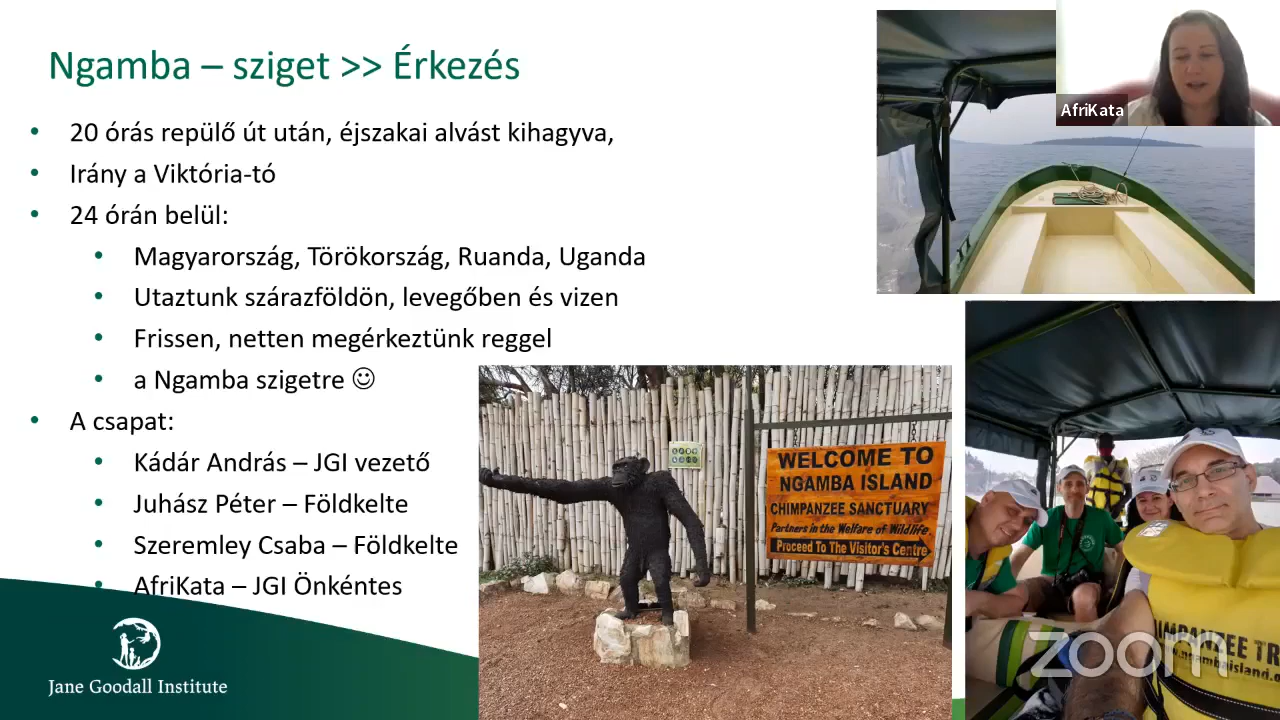 Ngamba – sziget >> Érkezés
20 órás repülő út után, éjszakai alvást kihagyva,
Irány a Viktória-tó
24 órán belül:
Magyarország, Törökország, Ruanda, Uganda
Utaztunk szárazföldön, levegőben és vizen
Frissen, netten megérkeztünk reggel
a Ngamba szigetre ☺
A csapat:
Kádár András – JGI vezető
Juhász Péter – Földkelte
Szeremley Csaba – Földkelte
AfriKata – JGI Önkéntes
Jane Goodall Institute
AfriKata
WELCOME TO
NGAMBA ISLAND
CHIMPANZEE SANCTUARY
Partners in the Welfare of Wildlife.
Proceed To The Visitor's Centre
zoom